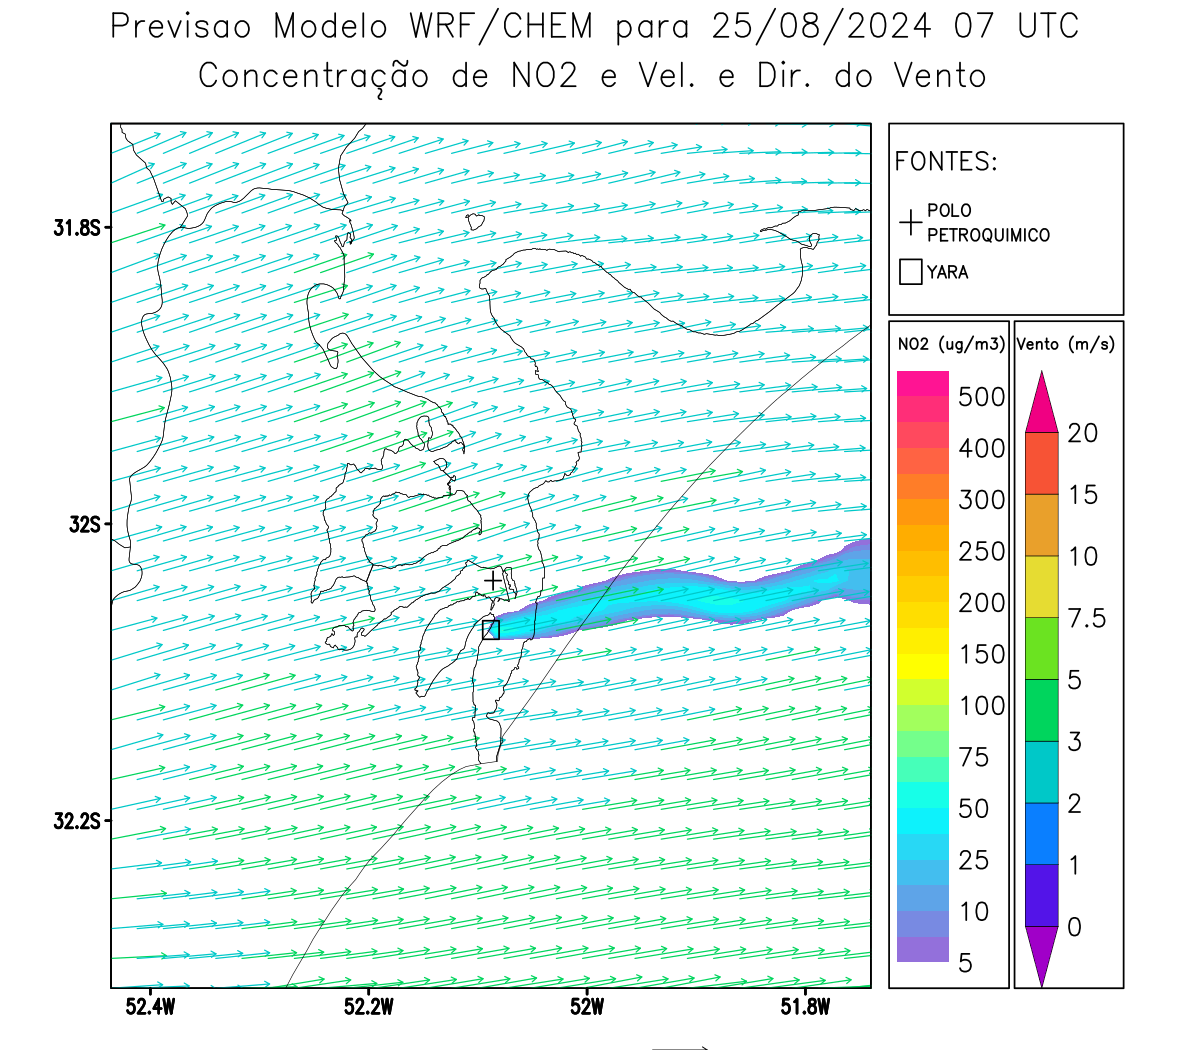 Previsao Modelo WRF/CHEM para 25/08/2024 07 UTC
Concentração de NO2 e Vel. e Dir. do Vento
FONTES:
POLO
PETROQUIMICO
YARA
31.8S
32S
32.2S
52.4W
52.2W
52W
51.8W
NO2 (ug/m3)
500
400
300
250
200
150
100
75
50
25
10
5
Vento (m/s)
20
15
10
7.5
5
3
2
1
0